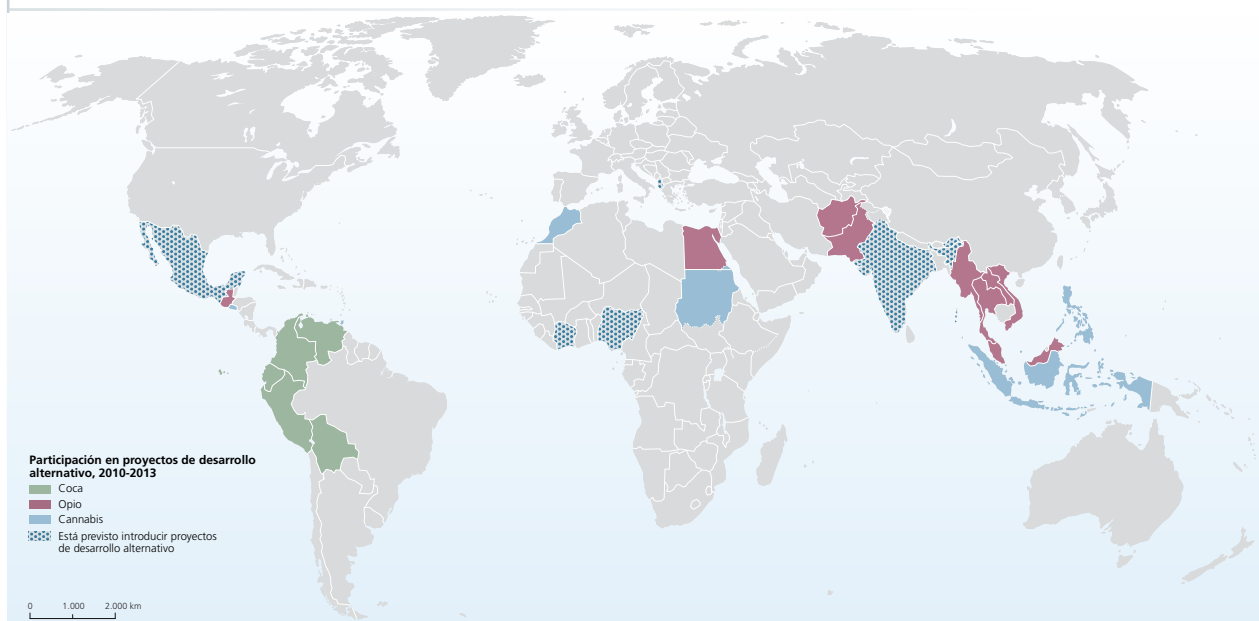 Participación en proyectos de desarrollo
alternativo, 2010-2013
Coca
Opio
Cannabis
Está previsto introducir proyectos
de desarrollo alternativo
0 1.000 2.000 km